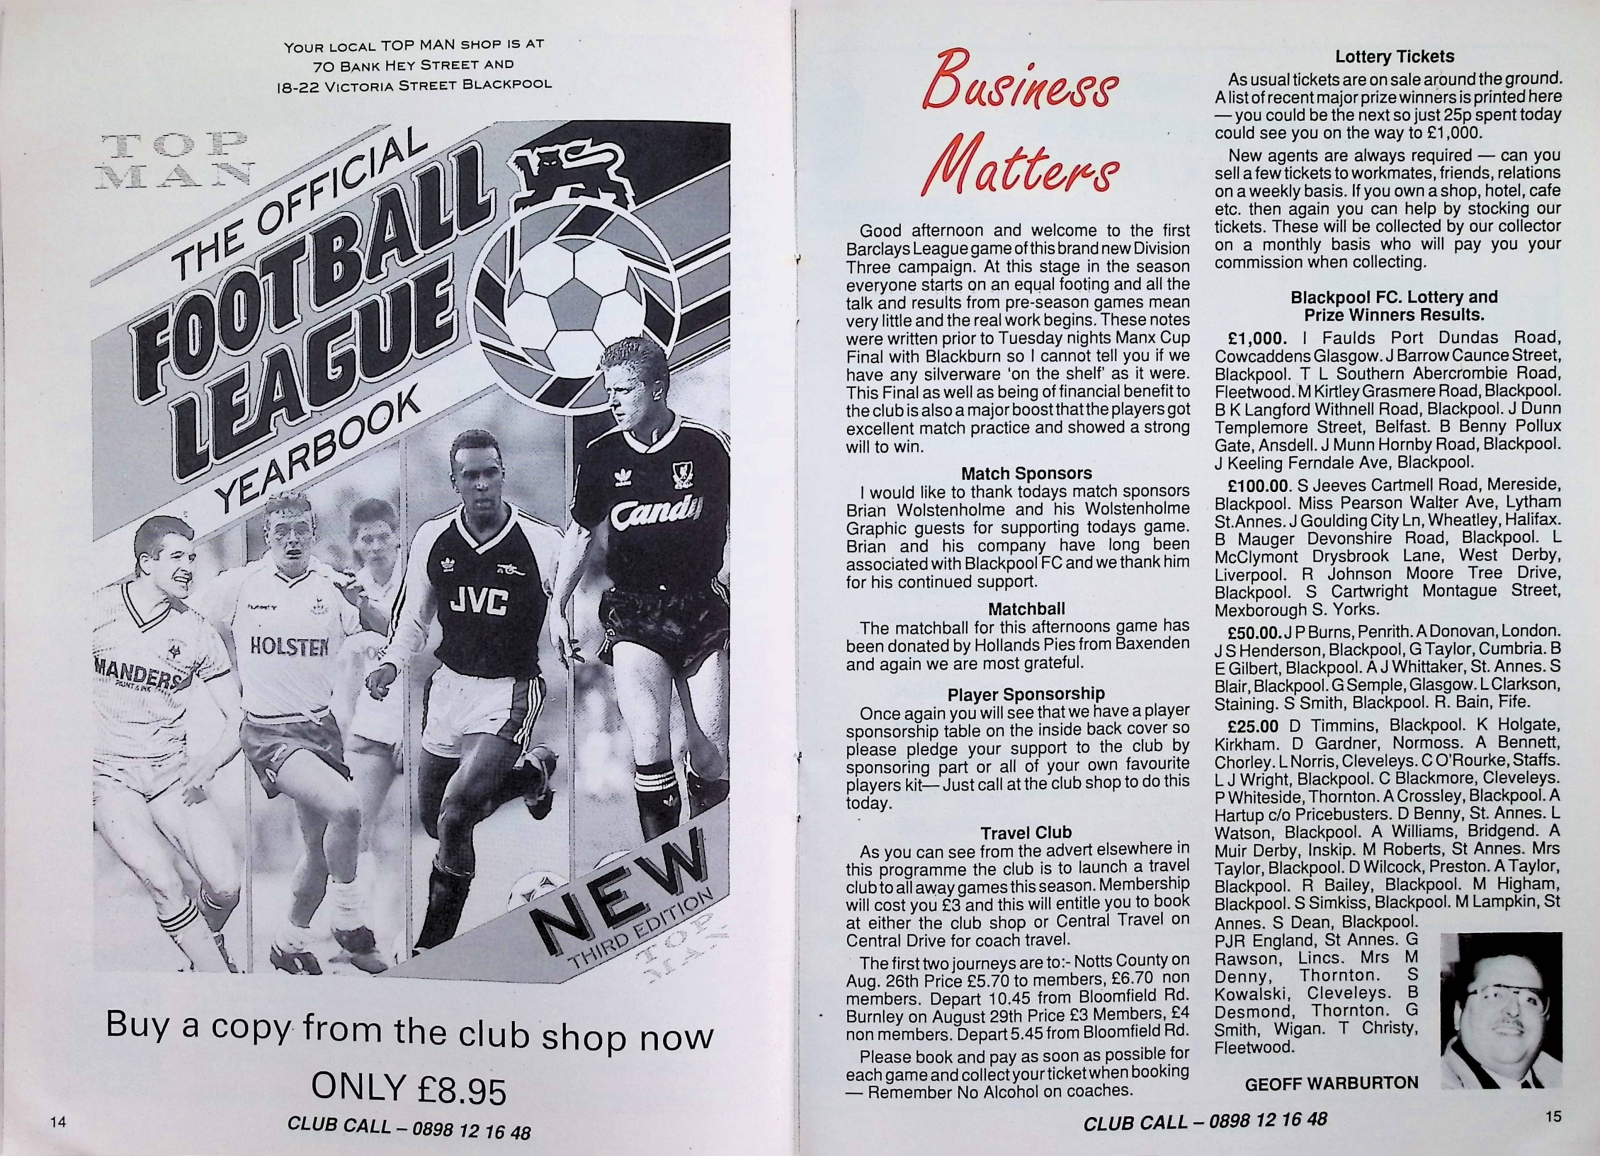 YOUR LOCAL TOP MAN SHOP IS AT
70 BANK HEY STREET AND
18-22 VICTORIA STREET BLACKPOOL
TOP
MAN
THE OFFICIAL
FOOTBALL
LEAGUE
YEARBOOK
MANDERS
PAINT & INK
hummel
HOLSTEN
JVC
Candy
NEW
THIRD EDITION
TOP
MAN
Buy a copy from the club shop now
ONLY £8.95
14
CLUB CALL – 0898 12 16 48
Business
Matters
Good afternoon and welcome to the first
Barclays League game of this brand new Division
Three campaign. At this stage in the season
everyone starts on an equal footing and all the
talk and results from pre-season games mean
very little and the real work begins. These notes
were written prior to Tuesday nights Manx Cup
Final with Blackburn so I cannot tell you if we
have any silverware 'on the shelf' as it were.
This Final as well as being of financial benefit to
the club is also a major boost that the players got
excellent match practice and showed a strong
will to win.
Match Sponsors
I would like to thank todays match sponsors
Brian Wolstenholme and his Wolstenholme
Graphic guests for supporting todays game.
Brian and his company have long been
associated with Blackpool FC and we thank him
for his continued support.
Matchball
The matchball for this afternoons game has
been donated by Hollands Pies from Baxenden
and again we are most grateful.
Player Sponsorship
Once again you will see that we have a player
sponsorship table on the inside back cover so
please pledge your support to the club by
sponsoring part or all of your own favourite
players kit— Just call at the club shop to do this
today.
Travel Club
As you can see from the advert elsewhere in
this programme the club is to launch a travel
club to all away games this season. Membership
will cost you £3 and this will entitle you to book
at either the club shop or Central Travel on
Central Drive for coach travel.
The first two journeys are to:- Notts County on
Aug. 26th Price £5.70 to members, £6.70 non
members. Depart 10.45 from Bloomfield Rd.
Burnley on August 29th Price £3 Members, £4
non members. Depart 5.45 from Bloomfield Rd.
Please book and pay as soon as possible for
each game and collect your ticket when booking
— Remember No Alcohol on coaches.
Lottery Tickets
As usual tickets are on sale around the ground.
A list of recent major prize winners is printed here
— you could be the next so just 25p spent today
could see you on the way to £1,000.
New agents are always required — can you
sell a few tickets to workmates, friends, relations
on a weekly basis. If you own a shop, hotel, cafe
etc. then again you can help by stocking our
tickets. These will be collected by our collector
on a monthly basis who will pay you your
commission when collecting.
Blackpool FC. Lottery and
Prize Winners Results.
£1,000. I Faulds Port Dundas Road,
Cowcaddens Glasgow. J Barrow Caunce Street,
Blackpool. T L Southern Abercrombie Road,
Fleetwood. M Kirtley Grasmere Road, Blackpool.
B K Langford Withnell Road, Blackpool. J Dunn
Templemore Street, Belfast. B Benny Pollux
Gate, Ansdell. J Munn Hornby Road, Blackpool.
J Keeling Ferndale Ave, Blackpool.
£100.00. S Jeeves Cartmell Road, Mereside,
Blackpool. Miss Pearson Walter Ave, Lytham
St.Annes. J Goulding City Ln, Wheatley, Halifax.
B Mauger Devonshire Road, Blackpool. L
McClymont Drysbrook Lane, West Derby,
Liverpool. R Johnson Moore Tree Drive,
Blackpool. S Cartwright Montague Street,
Mexborough S. Yorks.
£50.00. J P Burns, Penrith. A Donovan, London.
J S Henderson, Blackpool, G Taylor, Cumbria. B
E Gilbert, Blackpool. A J Whittaker, St. Annes. S
Blair, Blackpool. G Semple, Glasgow. L Clarkson,
Staining. S Smith, Blackpool. R. Bain, Fife.
£25.00 D Timmins, Blackpool. K Holgate,
Kirkham. D Gardner, Normoss. A Bennett,
Chorley. L Norris, Cleveleys. C O'Rourke, Staffs.
L J Wright, Blackpool. C Blackmore, Cleveleys.
P Whiteside, Thornton. A Crossley, Blackpool. A
Hartup c/o Pricebusters. D Benny, St. Annes. L
Watson, Blackpool. A Williams, Bridgend. A
Muir Derby, Inskip. M Roberts, St Annes. Mrs
Taylor, Blackpool. D Wilcock, Preston. A Taylor,
Blackpool. R Bailey, Blackpool. M Higham,
Blackpool. S Simkiss, Blackpool. M Lampkin, St
Annes. S Dean, Blackpool.
PJR England, St Annes. G
Rawson, Lincs. Mrs M
Denny, Thornton. S
Kowalski, Cleveleys. B
Desmond, Thornton. G
Smith, Wigan. T Christy,
Fleetwood.
GEOFF WARBURTON
CLUB CALL – 0898 12 16 48
15